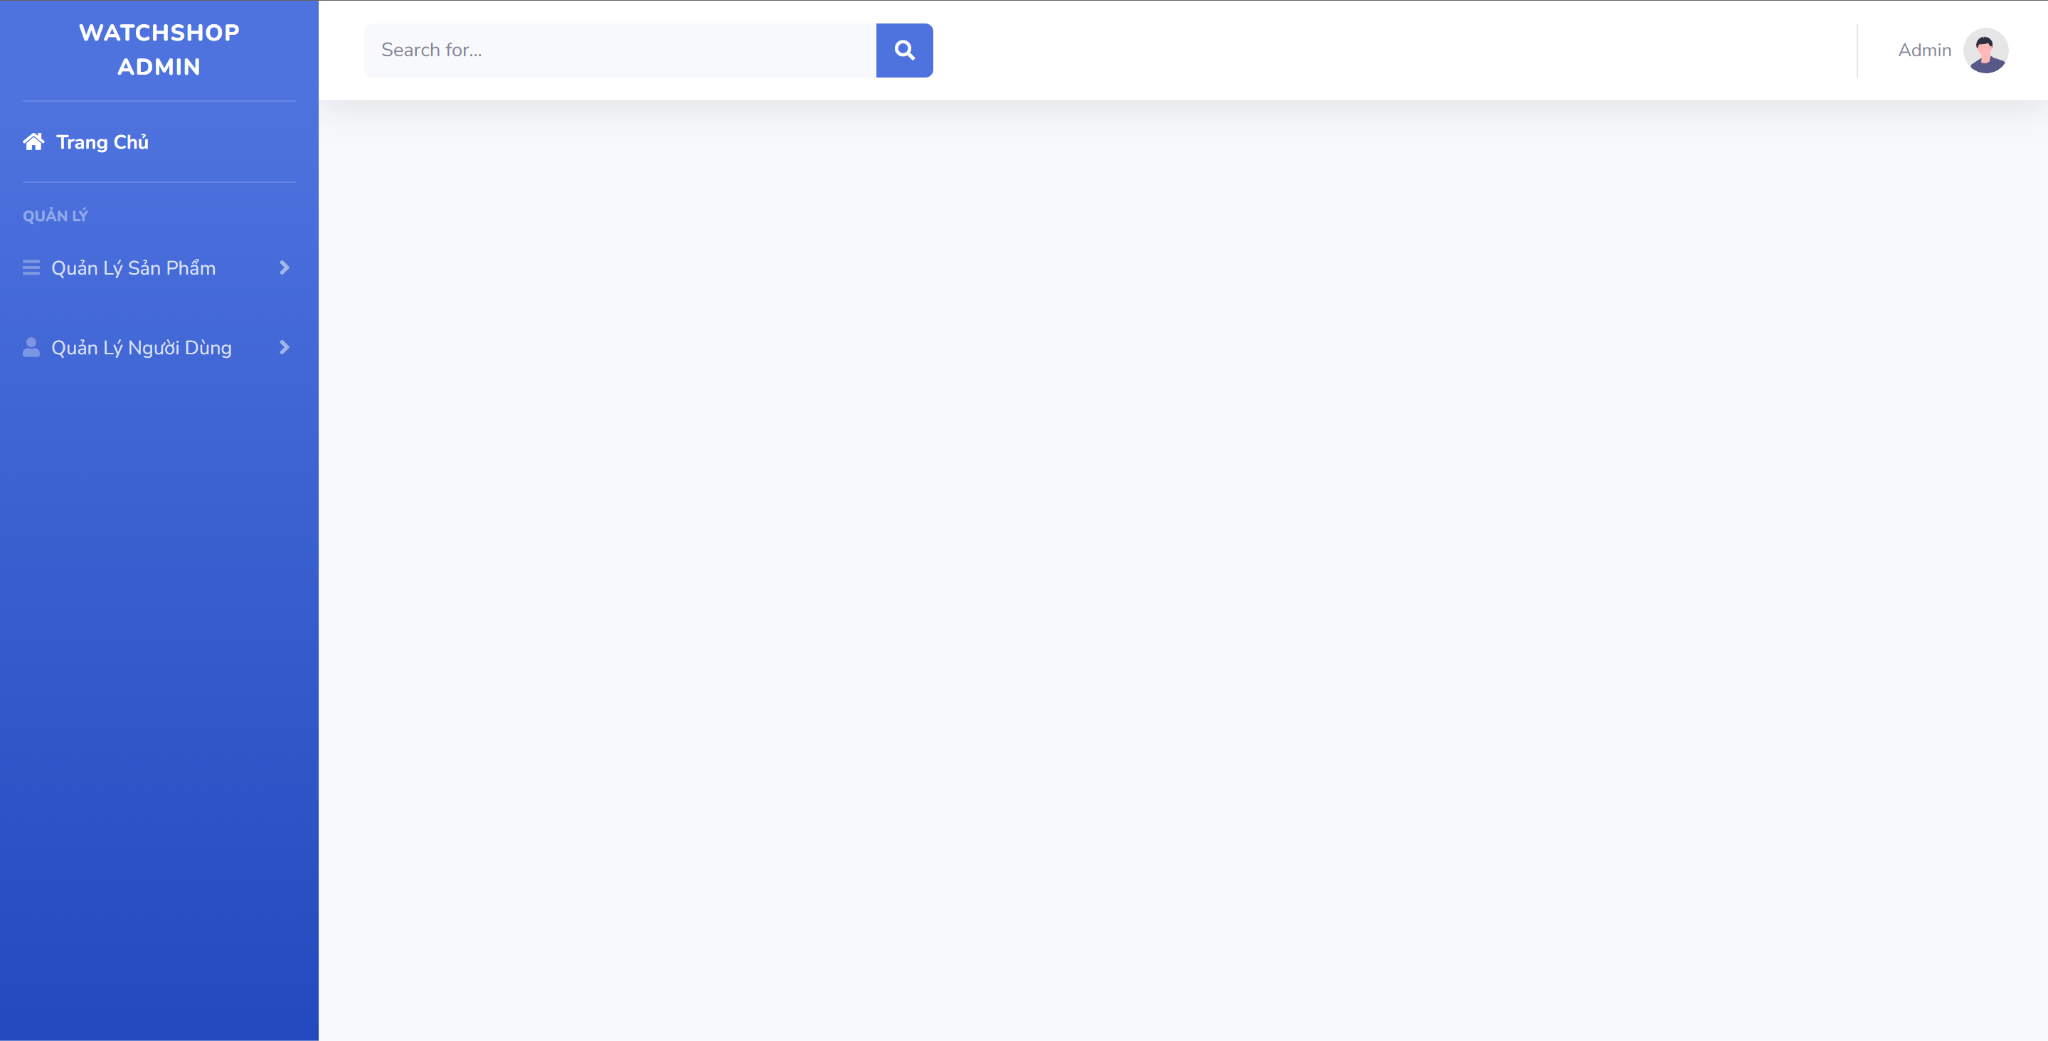 WATCHSHOP
ADMIN
Search for...
Admin
Trang Chủ
QUẢN LÝ
Quản Lý Sản Phẩm
Quản Lý Người Dùng